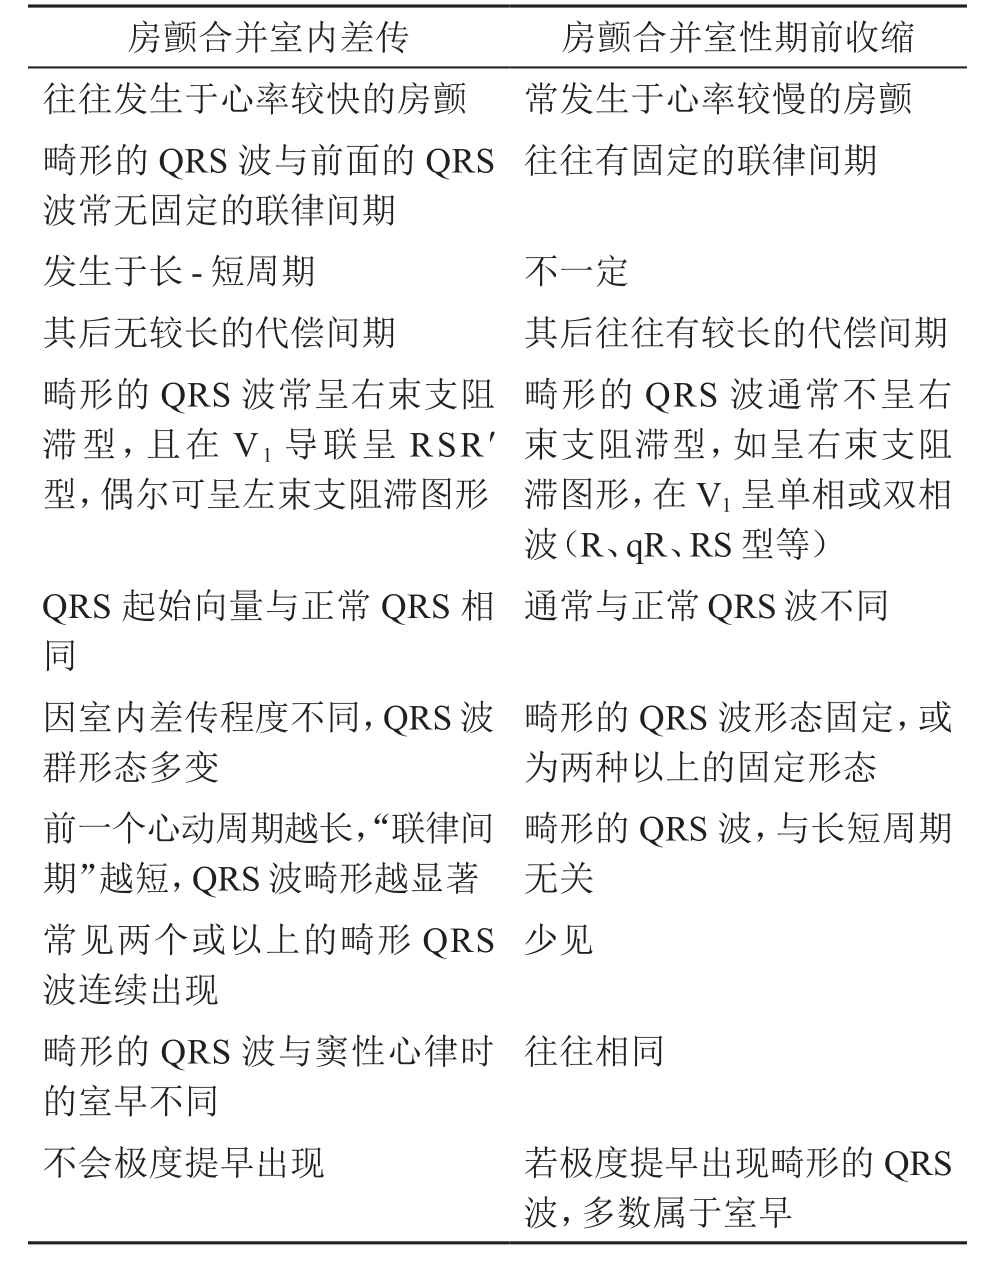 房颤合并室内差传
房颤合并室性期前收缩
往往发生于心率较快的房颤
常发生于心率较慢的房颤
畸形的 QRS 波与前面的 QRS
波常无固定的联律间期
往往有固定的联律间期
发生于长 - 短周期
不一定
其后无较长的代偿间期
其后往往有较长的代偿间期
畸形的 QRS 波常呈右束支阻
滞型，且在 V₁ 导联呈 RSR′
型，偶尔可呈左束支阻滞图形
畸形的 QRS 波通常不呈右
束支阻滞型，如呈右束支阻
滞图形，在 V₁ 呈单相或双相
波（R、qR、RS 型等）
QRS 起始向量与正常 QRS 相
同
通常与正常 QRS 波不同
因室内差传程度不同，QRS 波
群形态多变
畸形的 QRS 波形态固定，或
为两种以上的固定形态
前一个心动周期越长，“联律间
期”越短，QRS 波畸形越显著
畸形的 QRS 波，与长短周期
无关
常见两个或以上的畸形 QRS
波连续出现
少见
畸形的 QRS 波与窦性心律时
的室早不同
往往相同
不会极度提早出现
若极度提早出现畸形的 QRS
波，多数属于室早